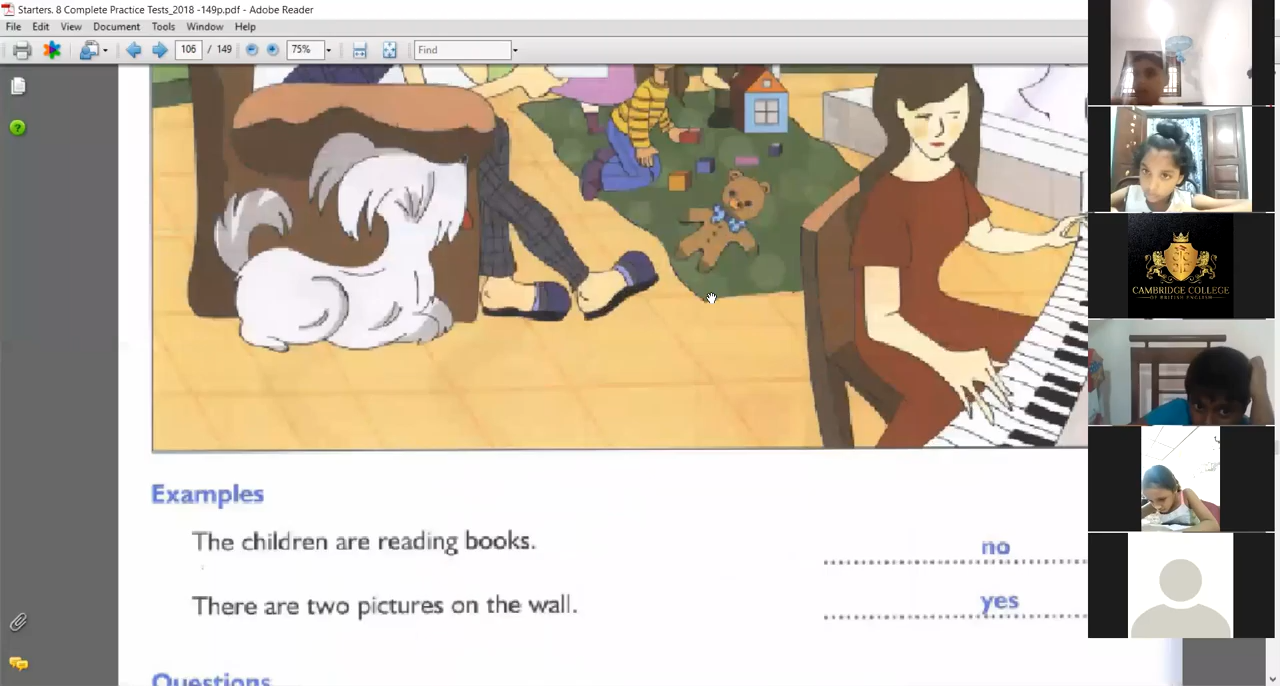 Starters. 8 Complete Practice Tests_2018 -149p.pdf - Adobe Reader
File Edit View Document Tools Window Help
106 / 149 75% Find
CAMBRIDGE COLLEGE
OF BRITISH ENGLISH
Examples
The children are reading books. no
There are two pictures on the wall. yes
Questions